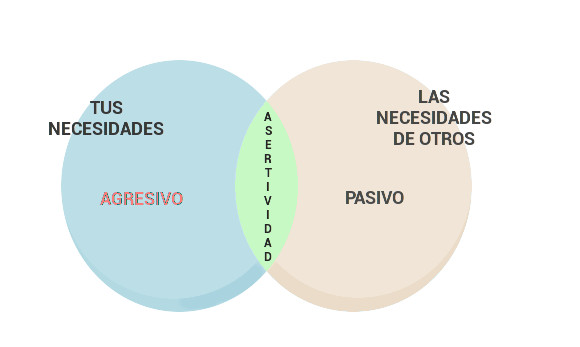 TUS
NECESIDADES
AGRESIVO
ASERTIVIDAD
LAS
NECESIDADES
DE OTROS
PASIVO